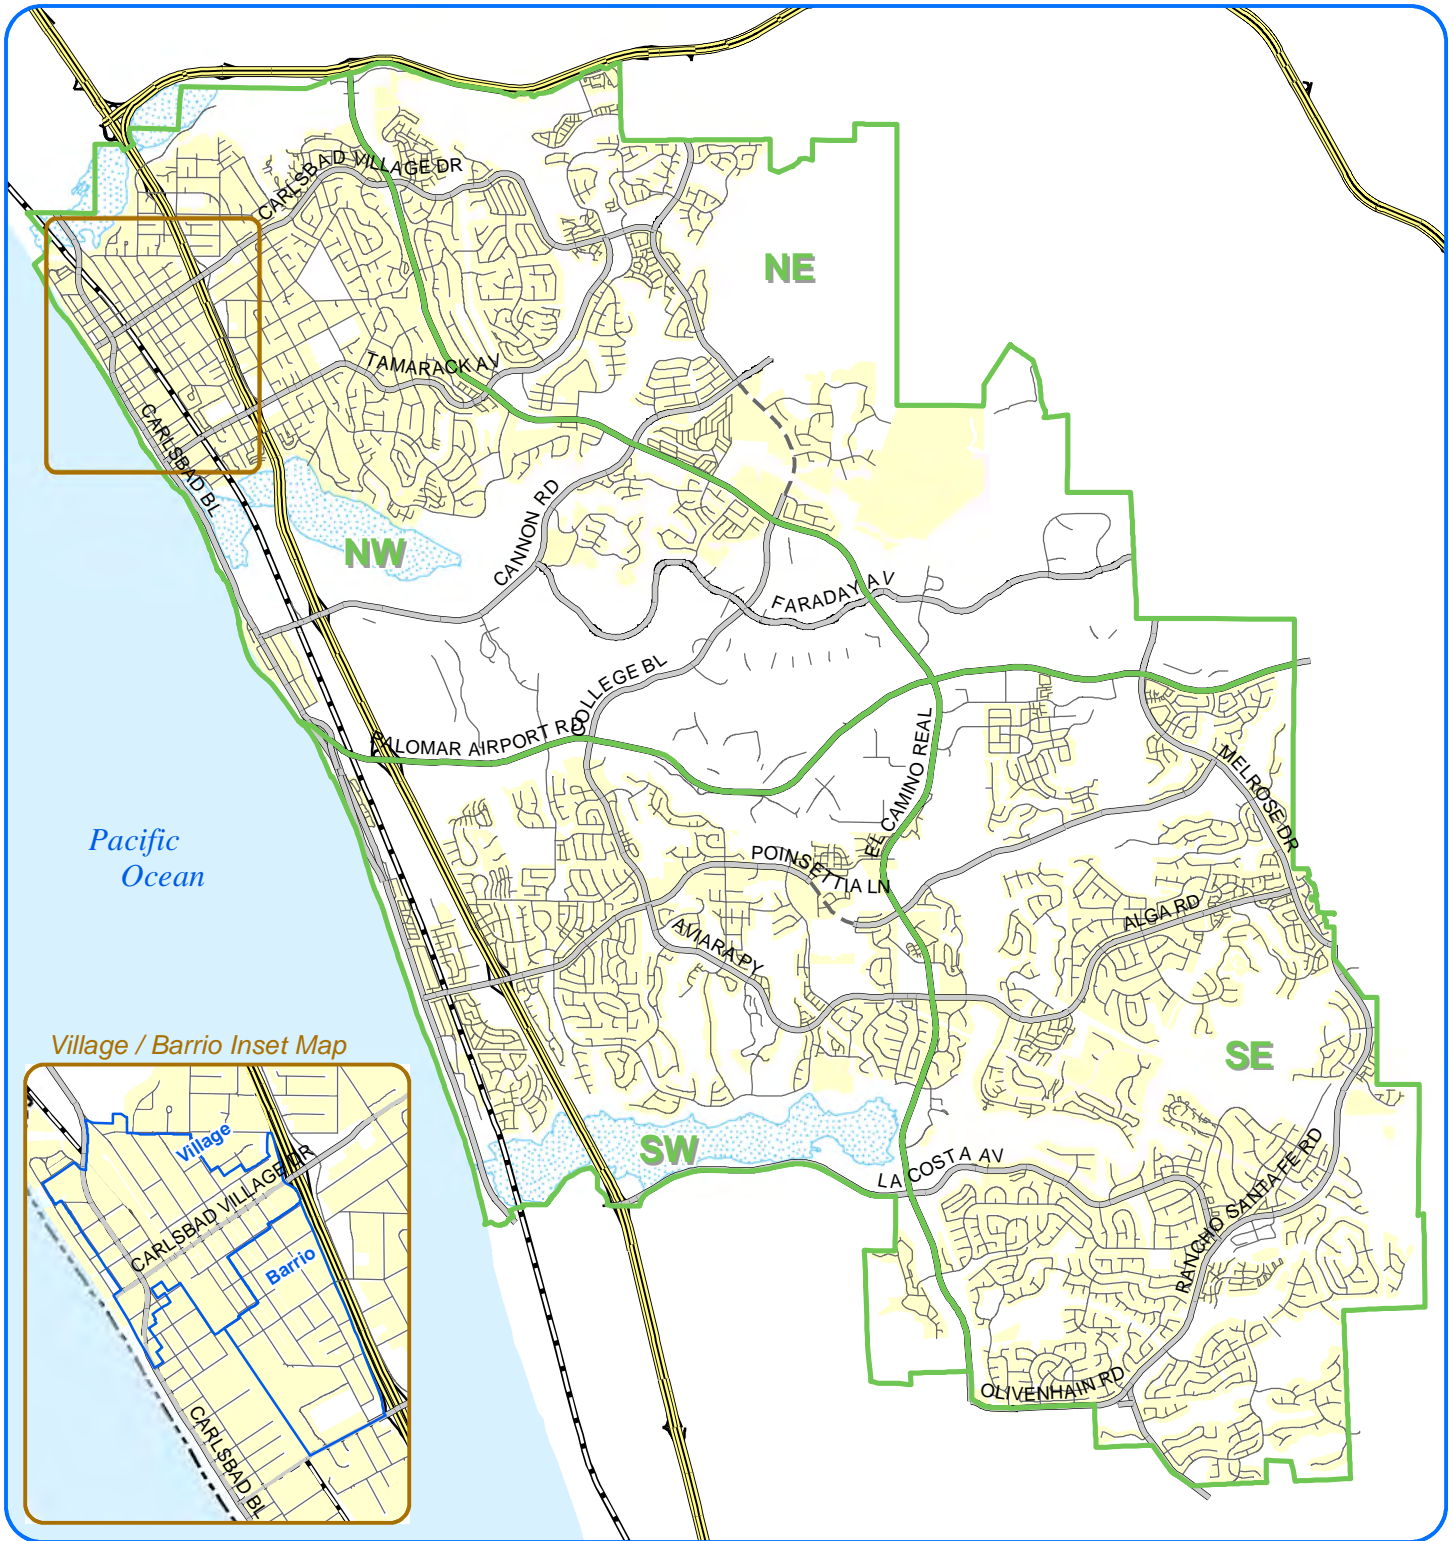 CARLSBAD VILLAGE DR
NE
TAMARACK AV
CARLSBAD BL
NW
CANNON RD
FARADAY AV
COLLEGE BL
PALOMAR AIRPORT RD
EL CAMINO REAL
MELROSE DR
Pacific
Ocean
POINSETTIA LN
ALGA RD
AVIARA PY
Village / Barrio Inset Map
SE
SW
LA COSTA AV
RANCHO SANTA FE RD
OLIVENHAIN RD
Village
CARLSBAD VILLAGE DR
Barrio
CARLSBAD BL